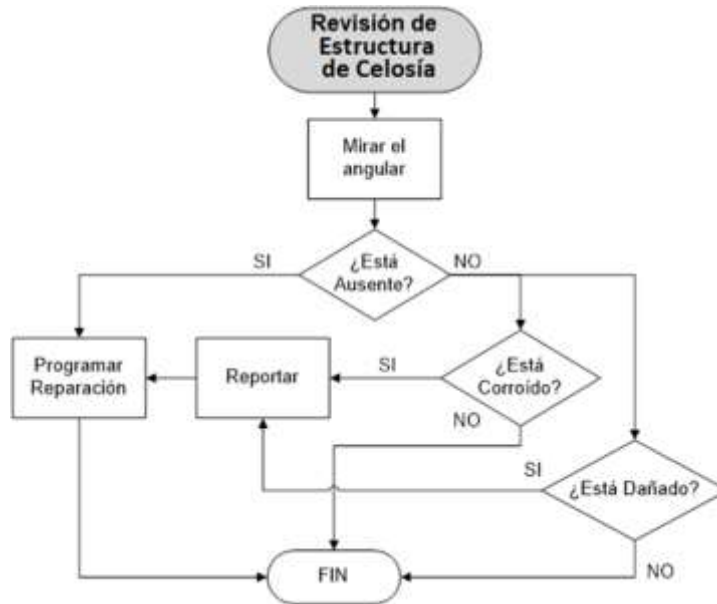 Revisión de
Estructura
de Celosía
Mirar el
angular
SI
¿Está
Ausente?
NO
Programar
Reparación
Reportar
SI
¿Está
Corroído?
NO
SI
¿Está Dañado?
FIN
NO